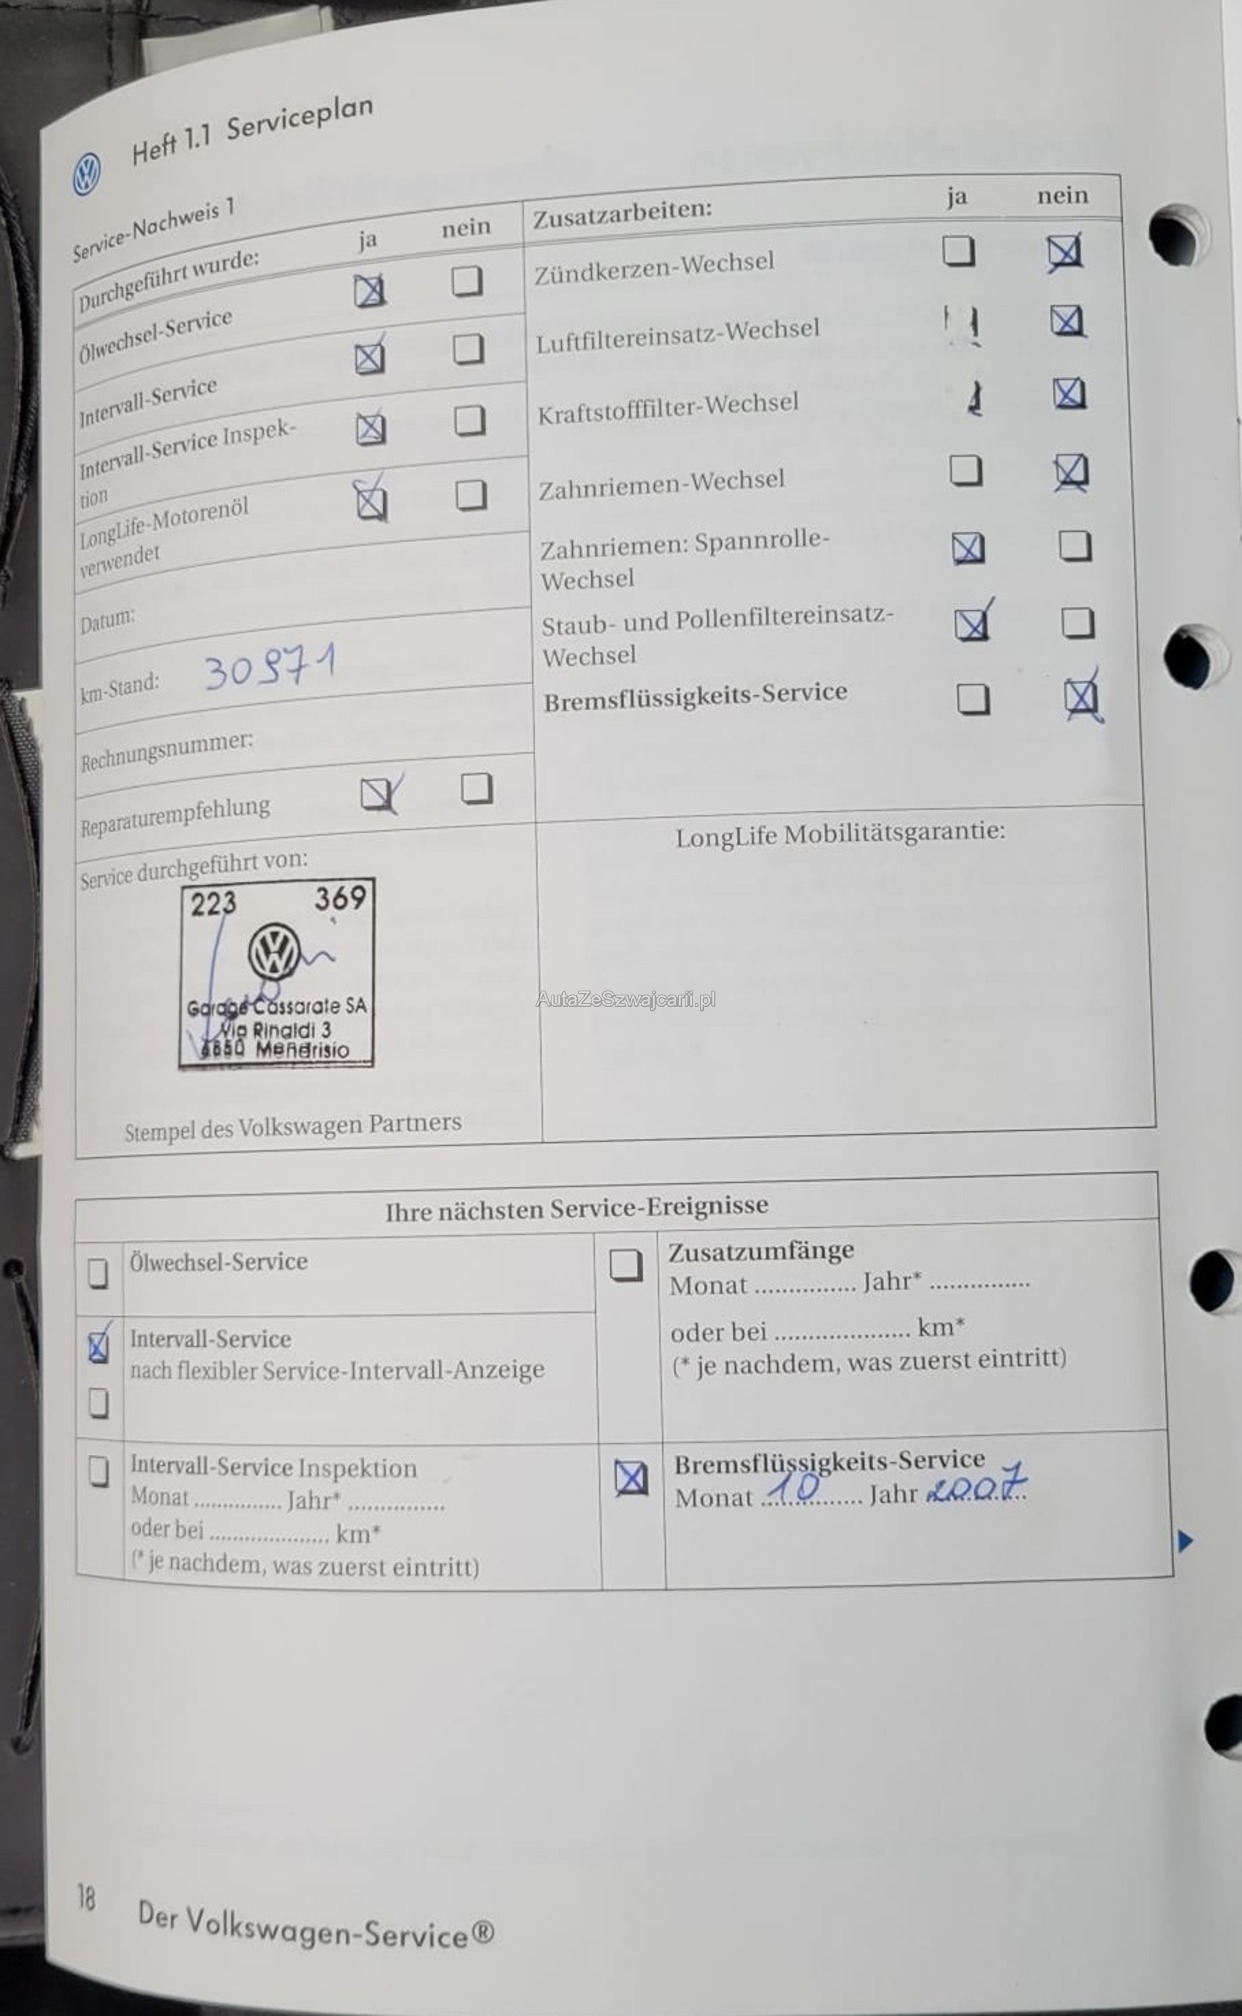 Heft 1.1 Serviceplan
Service-Nachweis 1
Durchgeführt wurde: ja nein
Ölwechsel-Service
Intervall-Service
Intervall-Service Inspek-
tion
LongLife-Motorenöl
verwendet
Datum:
km-Stand: 30971
Rechnungsnummer:
Reparaturempfehlung
Service durchgeführt von:
223 369
Garage Cassarate SA
Via Rinaldi 3
Mendrisio
Stempel des Volkswagen Partners
Zusatzarbeiten: ja nein
Zündkerzen-Wechsel
Luftfiltereinsatz-Wechsel
Kraftstofffilter-Wechsel
Zahnriemen-Wechsel
Zahnriemen: Spannrolle-
Wechsel
Staub- und Pollenfiltereinsatz-
Wechsel
Bremsflüssigkeits-Service
LongLife Mobilitätsgarantie:
AutaZeSzwajcarii.pl
Ihre nächsten Service-Ereignisse
Ölwechsel-Service
Intervall-Service
nach flexibler Service-Intervall-Anzeige
Intervall-Service Inspektion
Monat .............. Jahr* ...............
oder bei .................... km*
(* je nachdem, was zuerst eintritt)
Zusatzumfänge
Monat ............... Jahr* ...............
oder bei .................... km*
(* je nachdem, was zuerst eintritt)
Bremsflüssigkeits-Service
Monat 10 Jahr 2007
18 Der Volkswagen-Service®